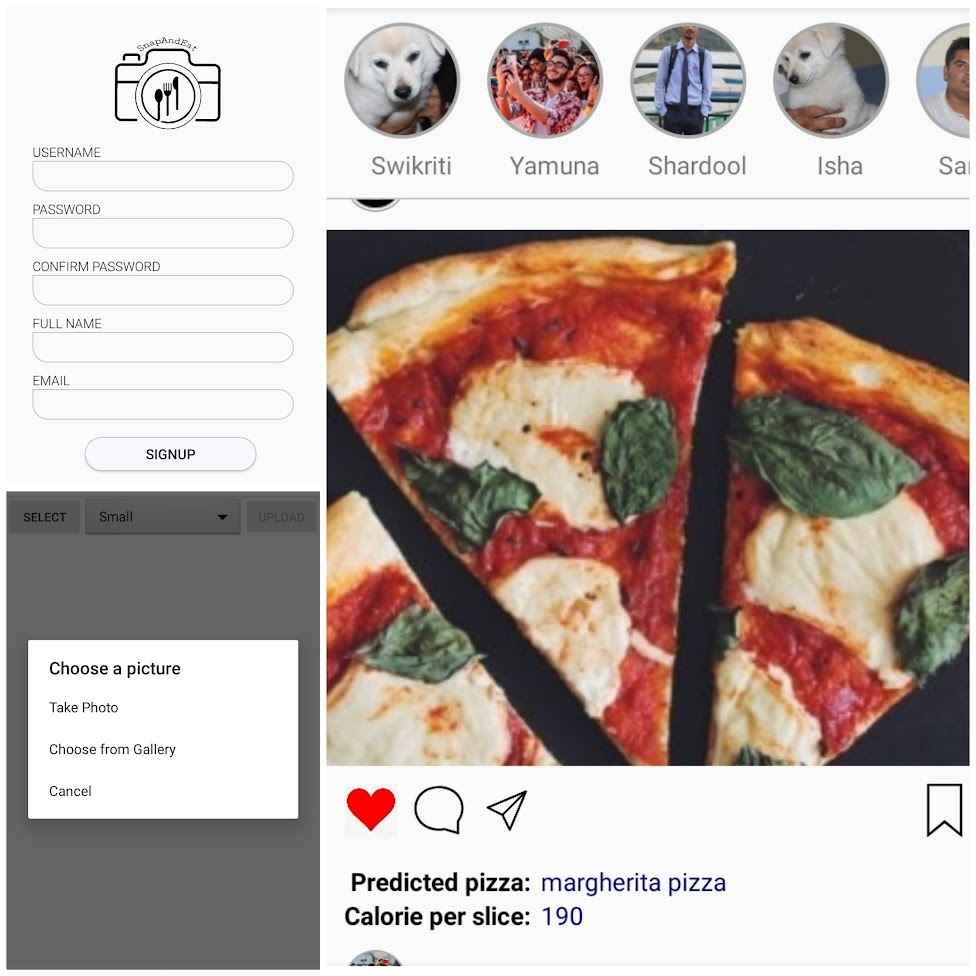 SnapAndEat
USERNAME
PASSWORD
CONFIRM PASSWORD
FULL NAME
EMAIL
SIGNUP
SELECT
Small
UPLOAD
Choose a picture
Take Photo
Choose from Gallery
Cancel
Swikriti
Yamuna
Shardool
Isha
Predicted pizza: margherita pizza
Calorie per slice: 190